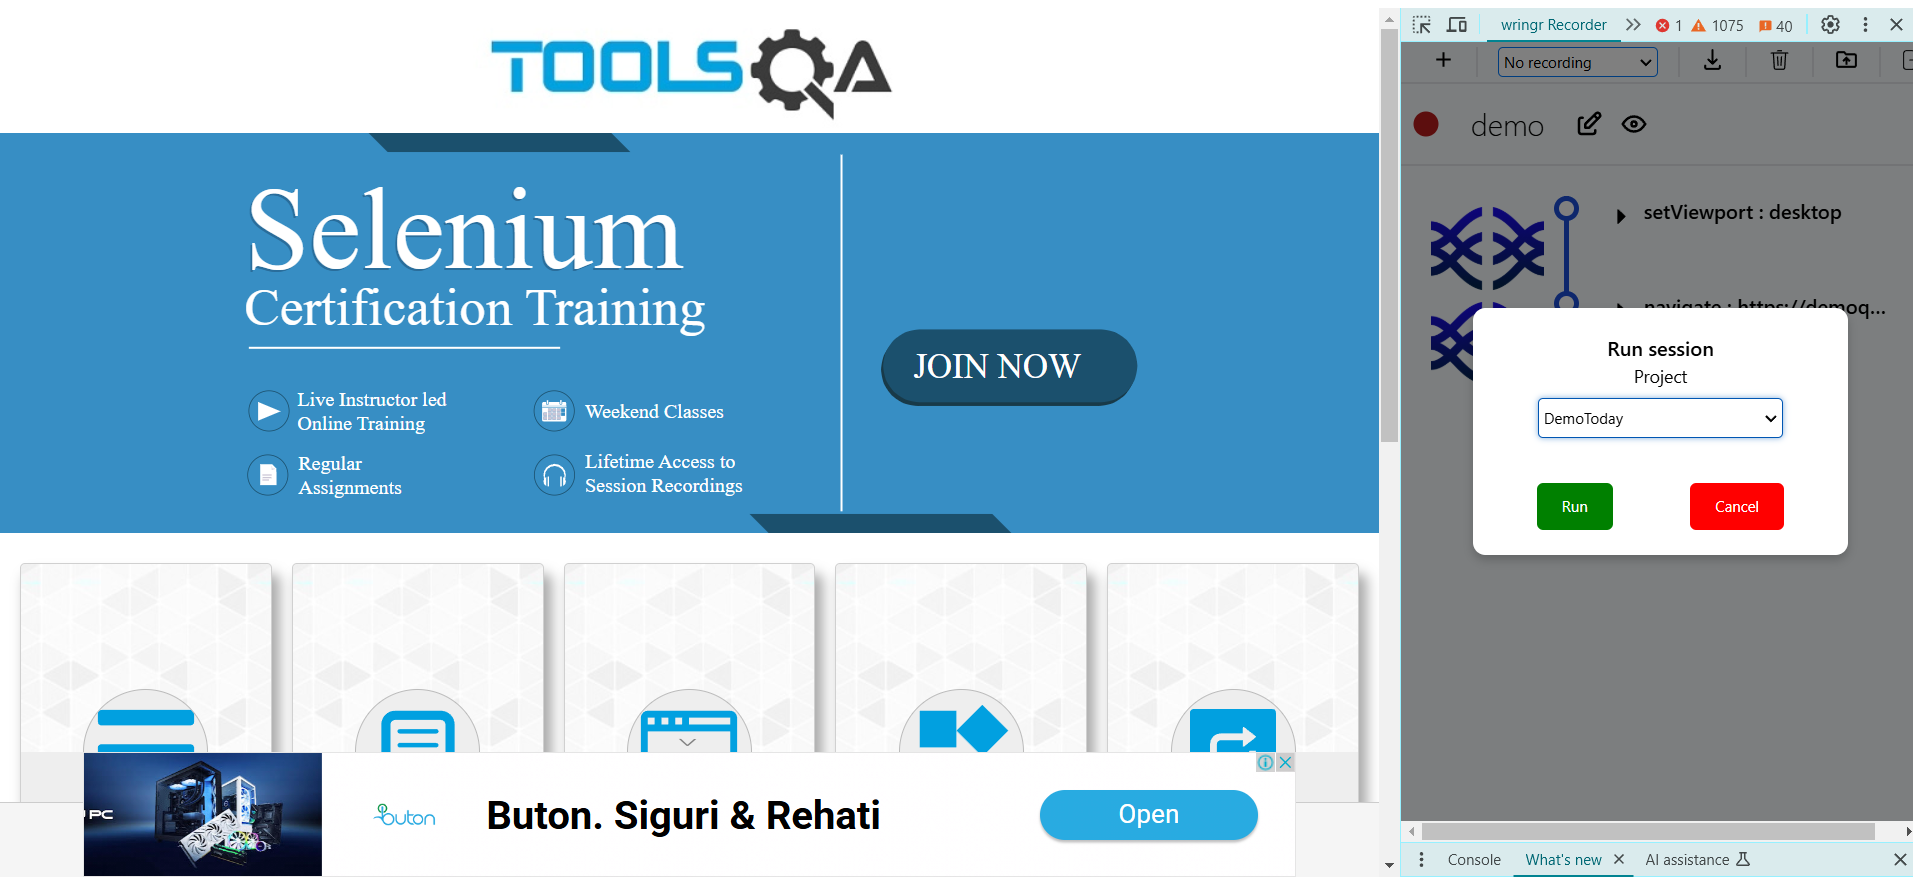 TOOLSQA
Selenium
Certification Training
Live Instructor led
Online Training
Weekend Classes
Regular
Assignments
Lifetime Access to
Session Recordings
JOIN NOW
PC
buton
Buton. Siguri & Rehati
Open
wringr Recorder
1
1075
40
No recording
demo
setViewport : desktop
navigate : https://demoq...
Run session
Project
DemoToday
Run
Cancel
Console
What's new
AI assistance